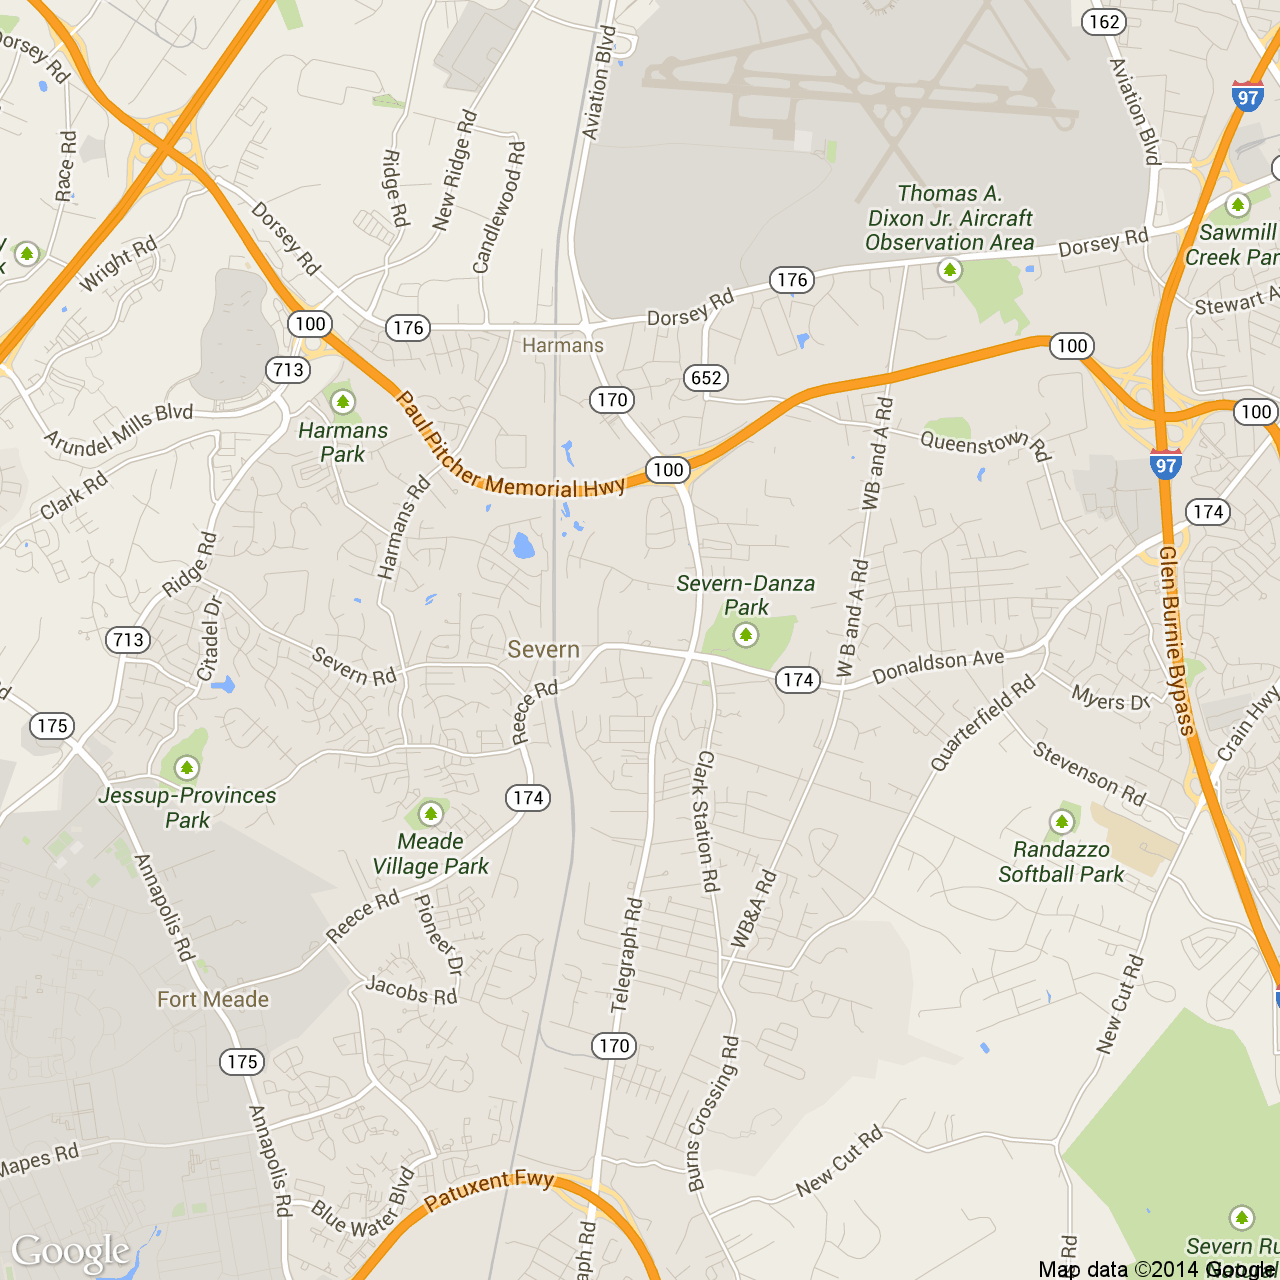 162
97
Dorsey Rd
Aviation Blvd
Aviation Blvd
Race Rd
Ridge Rd
New Ridge Rd
Candlewood Rd
Thomas A.
Dixon Jr. Aircraft
Observation Area
Dorsey Rd
Sawmill
Creek Par
Dorsey Rd
Wright Rd
176
Stewart A
Dorsey Rd
100
176
Harmans
100
713
652
170
100
Harmans
Park
Arundel Mills Blvd
Paul Pitcher Memorial Hwy
WB and A Rd
Queenstown Rd
97
100
Clark Rd
Harmans Rd
174
Ridge Rd
Severn-Danza
Park
Glen Burnie Bypass
713
Citadel Dr
Severn
W B and A Rd
Severn Rd
174
Donaldson Ave
Reece Rd
Quarterfield Rd
Myers Dr
Crain Hwy
175
Jessup-Provinces
Park
174
Clark Station Rd
Stevenson Rd
Meade
Village Park
Randazzo
Softball Park
Annapolis Rd
Reece Rd
Pioneer Dr
Telegraph Rd
WB&A Rd
Fort Meade
Jacobs Rd
New Cut Rd
175
170
Burns Crossing Rd
Annapolis Rd
Mapes Rd
New Cut Rd
Blue Water Blvd
Patuxent Fwy
aph Rd
Rd
Severn Ru
Natural
Google
Map data ©2014 Google